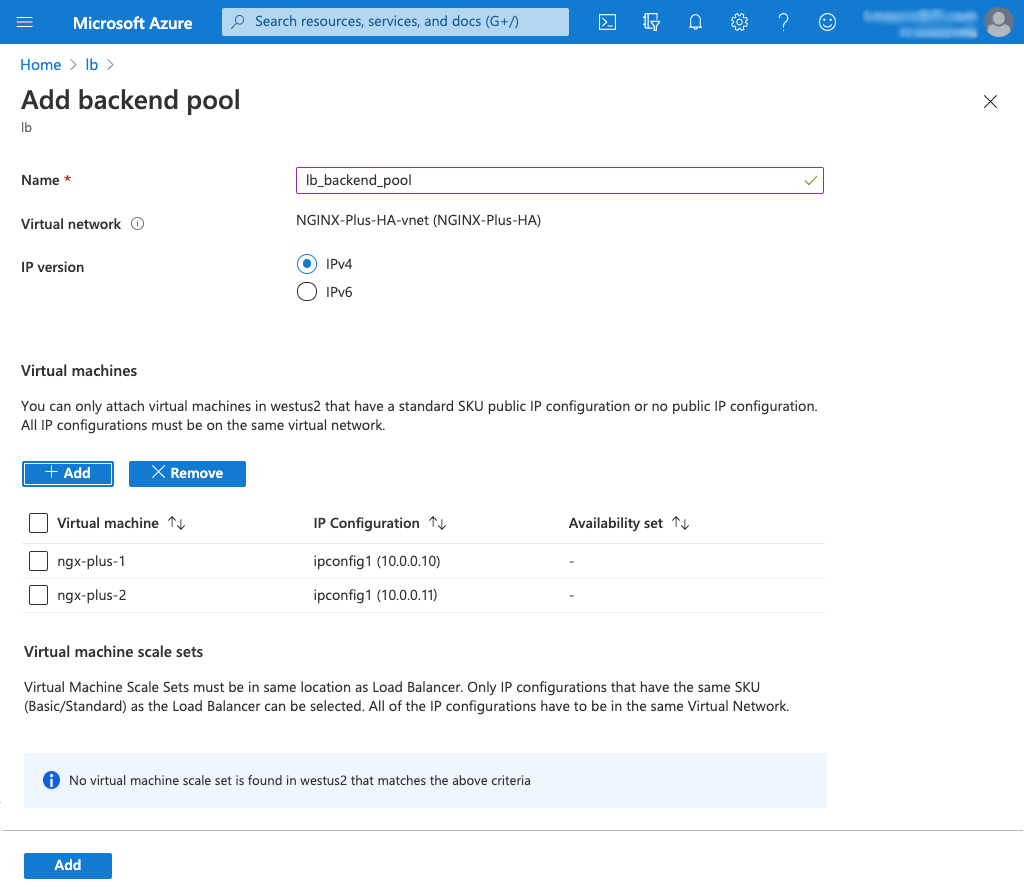 Microsoft Azure
Search resources, services, and docs (G+/)
Home > lb >
Add backend pool
lb
Name *
lb_backend_pool
Virtual network
NGINX-Plus-HA-vnet (NGINX-Plus-HA)
IP version
IPv4
IPv6
Virtual machines
You can only attach virtual machines in westus2 that have a standard SKU public IP configuration or no public IP configuration.
All IP configurations must be on the same virtual network.
+ Add
Remove
Virtual machine ↑↓ IP Configuration ↑↓ Availability set ↑↓
ngx-plus-1 ipconfig1 (10.0.0.10) -
ngx-plus-2 ipconfig1 (10.0.0.11) -
Virtual machine scale sets
Virtual Machine Scale Sets must be in same location as Load Balancer. Only IP configurations that have the same SKU
(Basic/Standard) as the Load Balancer can be selected. All of the IP configurations have to be in the same Virtual Network.
No virtual machine scale set is found in westus2 that matches the above criteria
Add